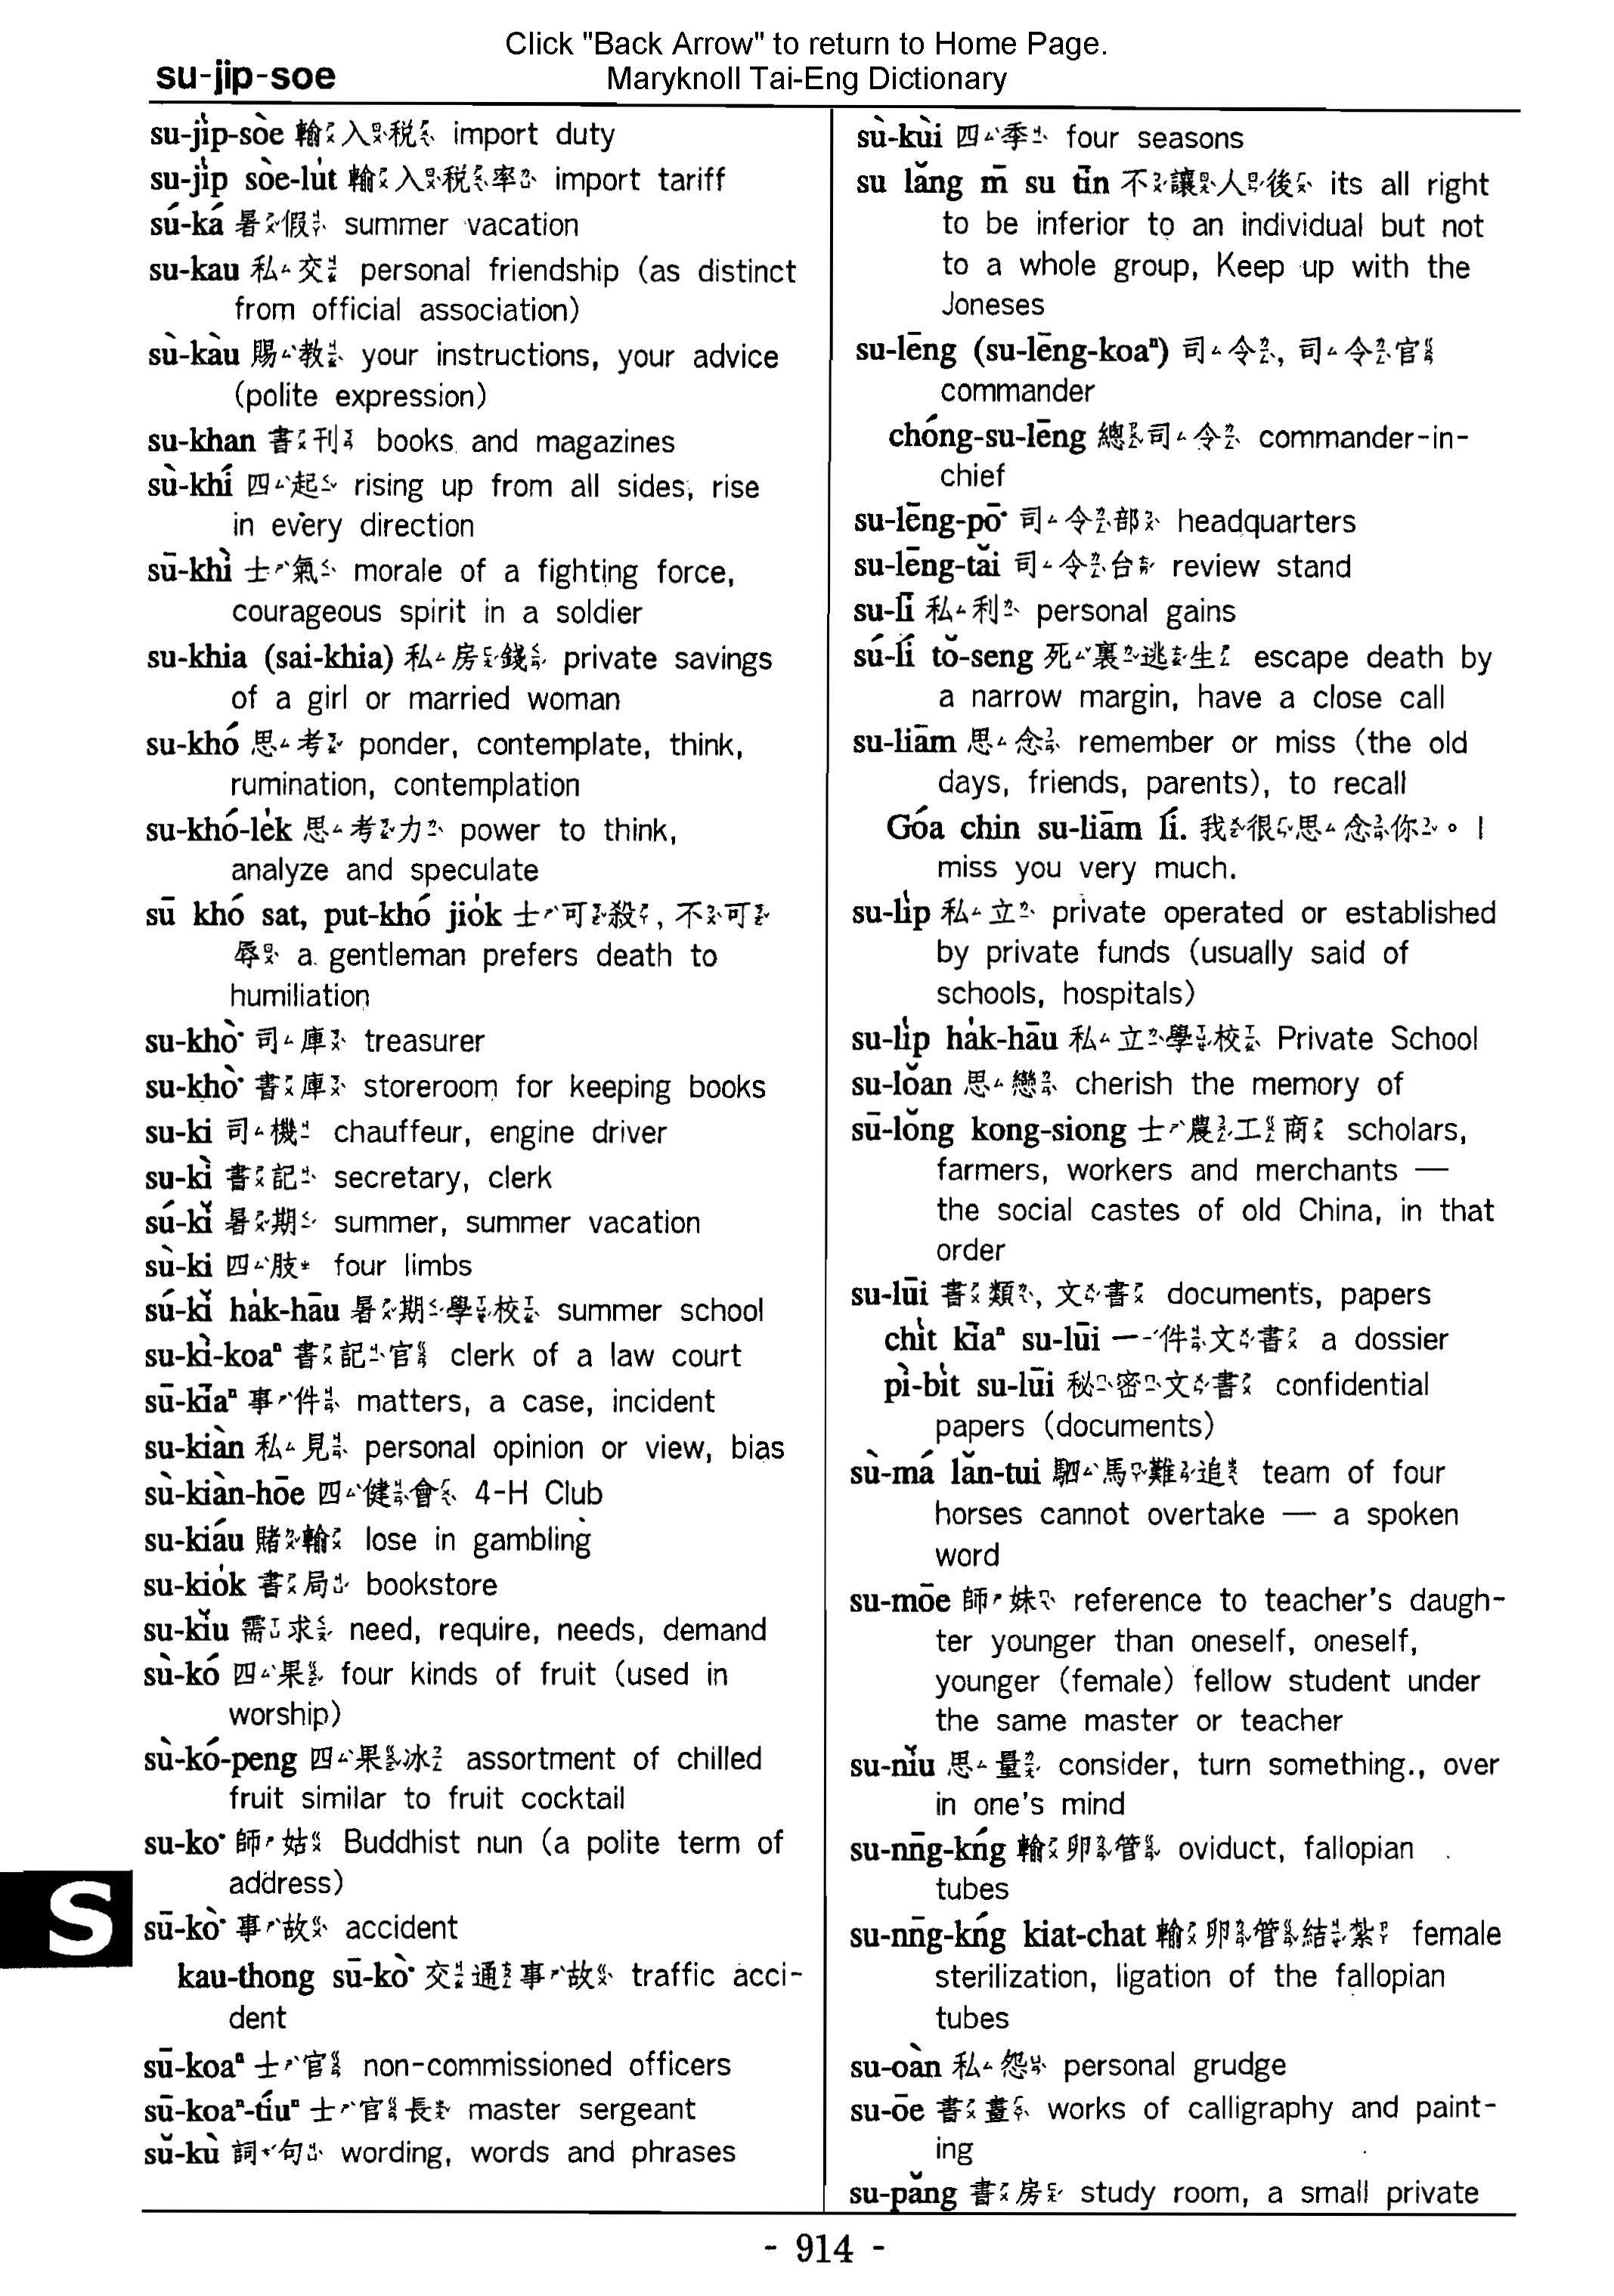 Click "Back Arrow" to return to Home Page.
Maryknoll Tai-Eng Dictionary
su-jip-soe
su-ji̍p-sòe 輸入稅 import duty
su-ji̍p sòe-lu̍t 輸入稅率 import tariff
sú-ká 暑假 summer vacation
su-kau 私交 personal friendship (as distinct
from official association)
sù-kàu 賜教 your instructions, your advice
(polite expression)
su-khan 書刊 books and magazines
sù-khí 四起 rising up from all sides, rise
in every direction
sū-khì 士氣 morale of a fighting force,
courageous spirit in a soldier
su-khia (sai-khia) 私房錢 private savings
of a girl or married woman
su-khó 思考 ponder, contemplate, think,
rumination, contemplation
su-khó-le̍k 思考力 power to think,
analyze and speculate
sū khó sat, put-khó jio̍k 士可殺, 不可
辱 a gentleman prefers death to
humiliation
su-khò͘ 司庫 treasurer
su-khò͘ 書庫 storeroom for keeping books
su-ki 司機 chauffeur, engine driver
su-kì 書記 secretary, clerk
sú-kǐ 暑期 summer, summer vacation
sù-ki 四肢 four limbs
sú-kǐ ha̍k-hāu 暑期學校 summer school
su-kì-koaⁿ 書記官 clerk of a law court
sū-kīaⁿ 事件 matters, a case, incident
su-kiàn 私見 personal opinion or view, bias
sù-kiàn-hōe 四健會 4-H Club
su-kiáu 賭輸 lose in gambling
su-kio̍k 書局 bookstore
su-kǐu 需求 need, require, needs, demand
sù-kó 四果 four kinds of fruit (used in
worship)
sù-kó-peng 四果冰 assortment of chilled
fruit similar to fruit cocktail
su-ko͘ 師姑 Buddhist nun (a polite term of
address)
S
sū-kò͘ 事故 accident
kau-thong sū-kò͘ 交通事故 traffic acci-
dent
sū-koaⁿ 士官 non-commissioned officers
sū-koaⁿ-tíuⁿ 士官長 master sergeant
sǔ-kù 詞句 wording, words and phrases
sù-kùi 四季 four seasons
su lǎng m̄ su tīn 不讓人後 its all right
to be inferior to an individual but not
to a whole group, Keep up with the
Joneses
su-lēng (su-lēng-koaⁿ) 司令, 司令官
commander
chóng-su-lēng 總司令 commander-in-
chief
su-lēng-pō͘ 司令部 headquarters
su-lēng-tǎi 司令台 review stand
su-lī 私利 personal gains
sú-lí tǒ-seng 死裏逃生 escape death by
a narrow margin, have a close call
su-liām 思念 remember or miss (the old
days, friends, parents), to recall
Góa chin su-liām lí. 我很思念你。 I
miss you very much.
su-li̍p 私立 private operated or established
by private funds (usually said of
schools, hospitals)
su-li̍p ha̍k-hāu 私立學校 Private School
su-lǒan 思戀 cherish the memory of
sū-lǒng kong-siong 士農工商 scholars,
farmers, workers and merchants —
the social castes of old China, in that
order
su-lūi 書類, 文書 documents, papers
chi̍t kīaⁿ su-lūi 一件文書 a dossier
pì-bi̍t su-lūi 秘密文書 confidential
papers (documents)
sù-má lǎn-tui 駟馬難追 team of four
horses cannot overtake — a spoken
word
su-mōe 師妹 reference to teacher's daugh-
ter younger than oneself, oneself,
younger (female) fellow student under
the same master or teacher
su-nǐu 思量 consider, turn something., over
in one's mind
su-nn̄g-kńg 輸卵管 oviduct, fallopian
tubes
su-nn̄g-kńg kiat-chat 輸卵管結紮 female
sterilization, ligation of the fallopian
tubes
su-oàn 私怨 personal grudge
su-ōe 書畫 works of calligraphy and paint-
ing
su-pǎng 書房 study room, a small private
- 914 -